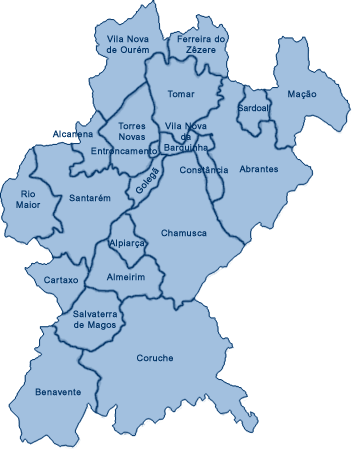 Vila Nova
de Ourém
Ferreira do
Zêzere
Tomar
Sardoal
Mação
Alcanena
Torres
Novas
Vila Nova
da
Barquinha
Entroncamento
Constância
Abrantes
Golegã
Rio
Maior
Santarém
Chamusca
Alpiarça
Cartaxo
Almeirim
Salvaterra
de Magos
Coruche
Benavente